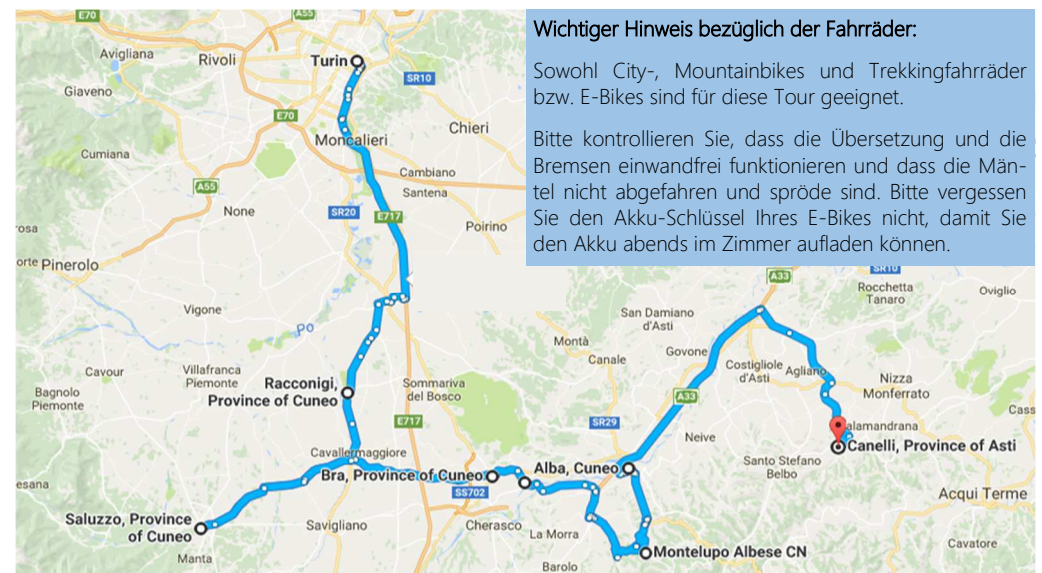 Wichtiger Hinweis bezüglich der Fahrräder:
Sowohl City-, Mountainbikes und Trekkingfahrräder
bzw. E-Bikes sind für diese Tour geeignet.
Bitte kontrollieren Sie, dass die Übersetzung und die
Bremsen einwandfrei funktionieren und dass die Män-
tel nicht abgefahren und spröde sind. Bitte vergessen
Sie den Akku-Schlüssel Ihres E-Bikes nicht, damit Sie
den Akku abends im Zimmer aufladen können.
E70
A55
Avigliana
Rivoli
Turin
SR10
Giaveno
E70
Chieri
Moncalieri
Cumiana
Cambiano
Santena
A55
None
SR20
E717
Poirino
rosa
orte
Pinerolo
A33
SR10
Rocchetta
Tanaro
Oviglio
Vigone
po
San Damiano
d'Asti
Montà
Canale
Govone
Cavour
Villafranca
Piemonte
Costigliole
d'Asti
Agliano
Nizza
Monferrato
Bagnolo
Piemonte
Racconigi,
Province of Cuneo
Sommariva
del Bosco
A33
Cass
E717
SR29
Neive
alamandrana
Canelli, Province of Asti
Cavallermaggiore
Bra, Province of Cuneo
Alba, Cuneo
Santo Stefano
Belbo
esana
SS702
Acqui Terme
Saluzzo, Province
of Cuneo
Savigliano
Cherasco
La Morra
Manta
Montelupo Albese CN
Cavatore
Barolo